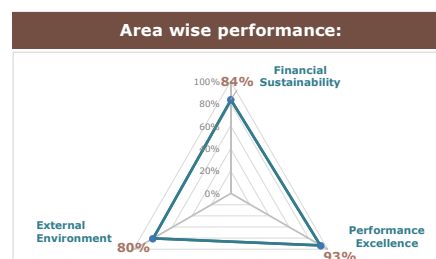 Area wise performance:
Financial
Sustainability
84%
100%
80%
60%
40%
20%
0%
External
Environment
80%
Performance
Excellence
93%